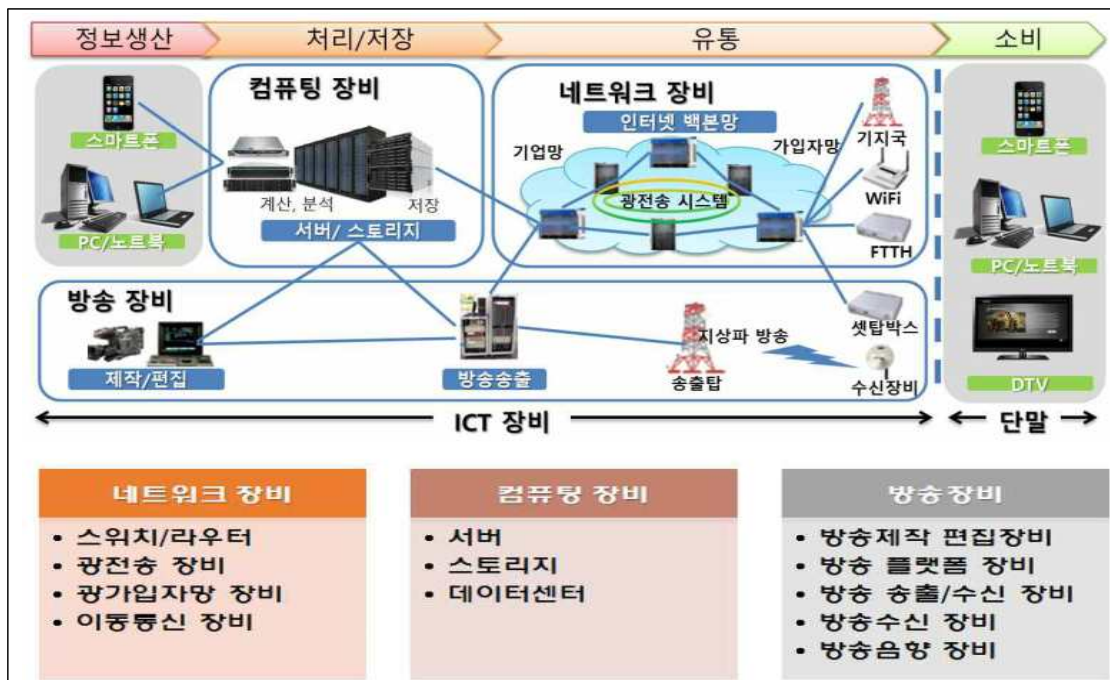 정보생산
처리/저장
유통
소비
스마트폰
PC/노트북
컴퓨팅 장비
계산, 분석
저장
서버/ 스토리지
네트워크 장비
인터넷 백본망
기업망
가입자망
광전송 시스템
기지국
WiFi
FTTH
스마트폰
PC/노트북
DTV
방송 장비
제작/편집
방송송출
지상파 방송
송출탑
셋탑박스
수신장비
ICT 장비
단말
네트워크 장비
• 스위치/라우터
• 광전송 장비
• 광가입자망 장비
• 이동통신 장비
컴퓨팅 장비
• 서버
• 스토리지
• 데이터센터
방송장비
• 방송제작 편집장비
• 방송 플랫폼 장비
• 방송 송출/수신 장비
• 방송수신 장비
• 방송음향 장비